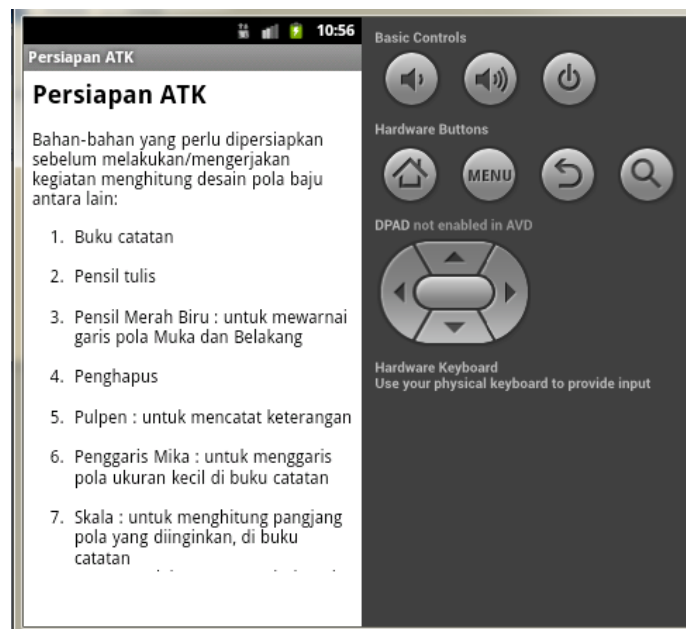 10:56
Persiapan ATK
Persiapan ATK
Bahan-bahan yang perlu dipersiapkan
sebelum melakukan/mengerjakan
kegiatan menghitung desain pola baju
antara lain:
1. Buku catatan
2. Pensil tulis
3. Pensil Merah Biru : untuk mewarnai
garis pola Muka dan Belakang
4. Penghapus
5. Pulpen : untuk mencatat keterangan
6. Penggaris Mika : untuk menggaris
pola ukuran kecil di buku catatan
7. Skala : untuk menghitung pangjang
pola yang diinginkan, di buku
catatan
Basic Controls
Hardware Buttons
MENU
DPAD not enabled in AVD
Hardware Keyboard
Use your physical keyboard to provide input